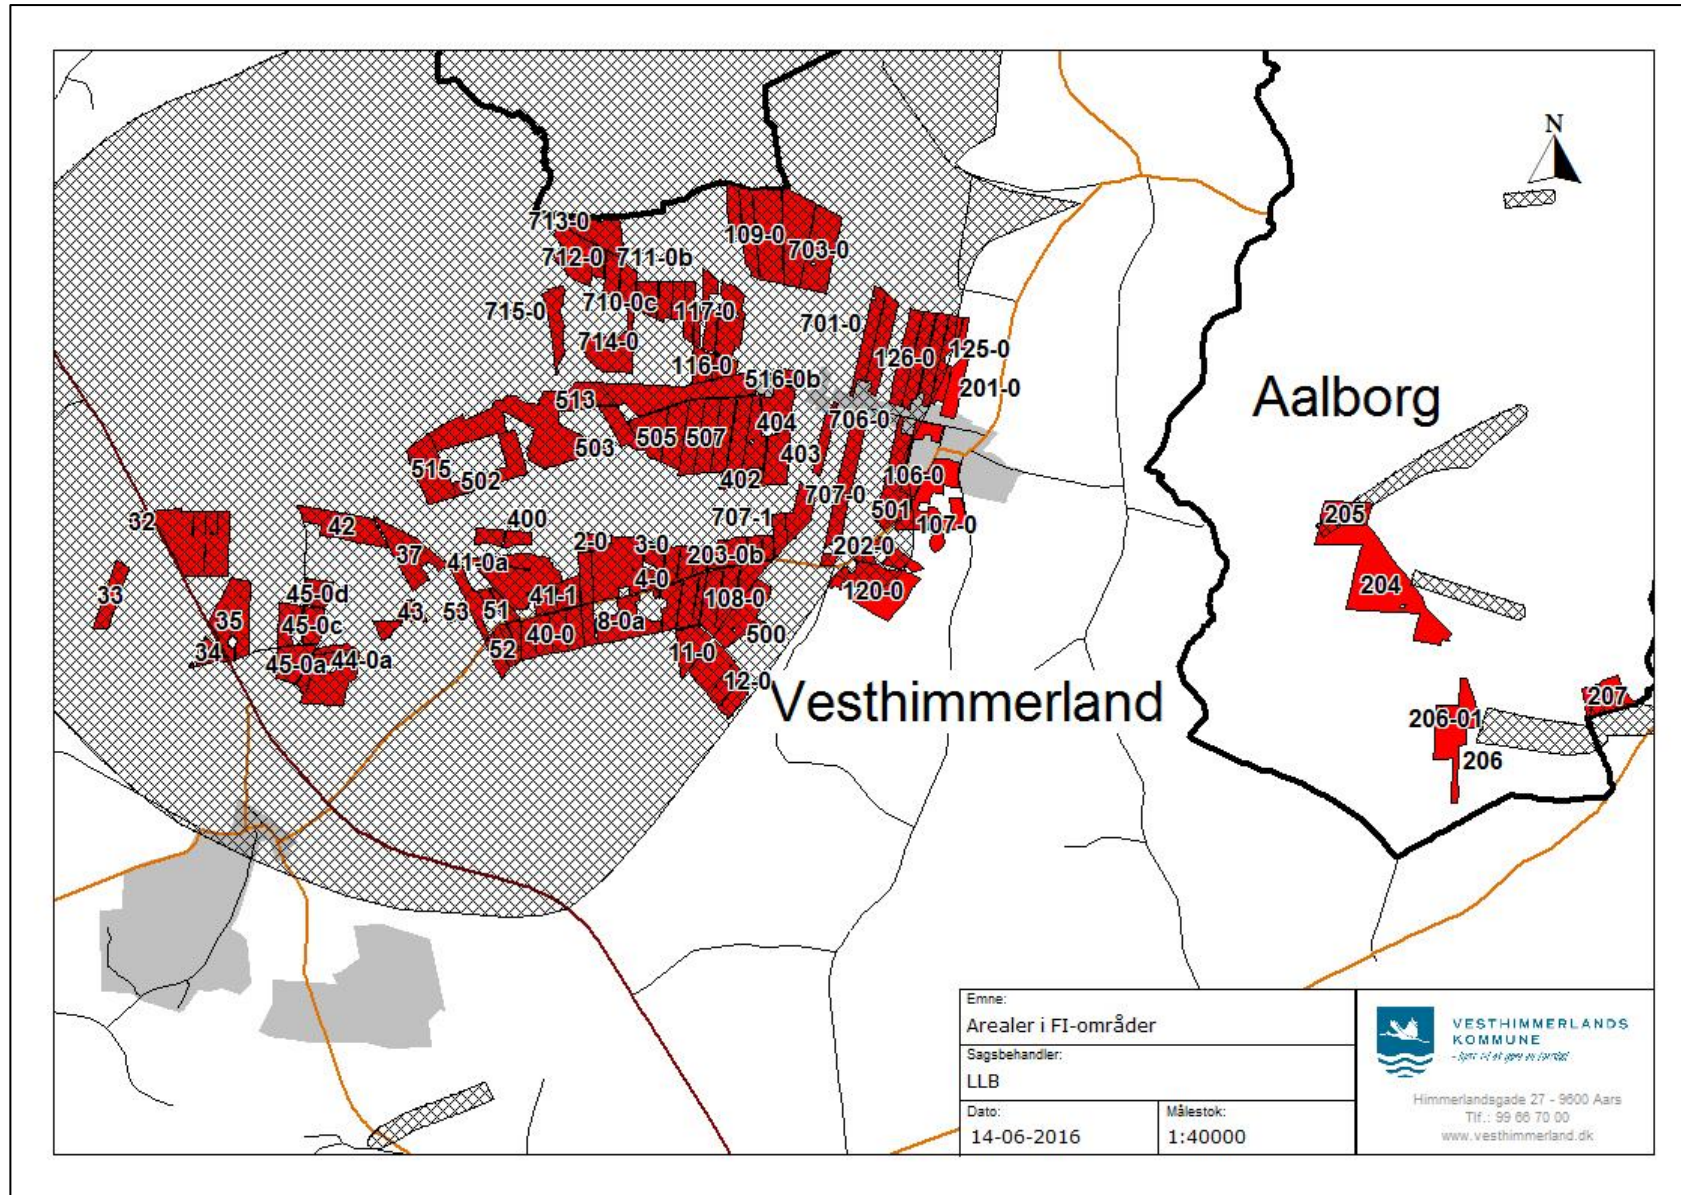 N
713-0
109-0
712-0
711-0b
703-0
715-0
710-0c
117-0
701-0
714-0
125-0
126-0
116-0
516-0b
201-0
Aalborg
513
706-0
404
505
507
503
403
515
502
402
106-0
707-0
501
32
42
400
707-1
107-0
205
2-0
3-0
37
41-0a
203-0b
202-0
4-0
33
45-0d
41-1
108-0
120-0
204
43
53
51
35
45-0c
8-0a
40-0
500
52
34
45-0a
44-0a
11-0
12-0
Vesthimmerland
207
206-01
206
Emne:
Arealer i FI-områder
Sagsbehandler:
LLB
Dato:
14-06-2016
Målestok:
1:40000
VESTHIMMERLANDS
KOMMUNE
Himmerlandsgade 27 - 9600 Aars
Tlf.: 99 66 70 00
www.vesthimmerland.dk